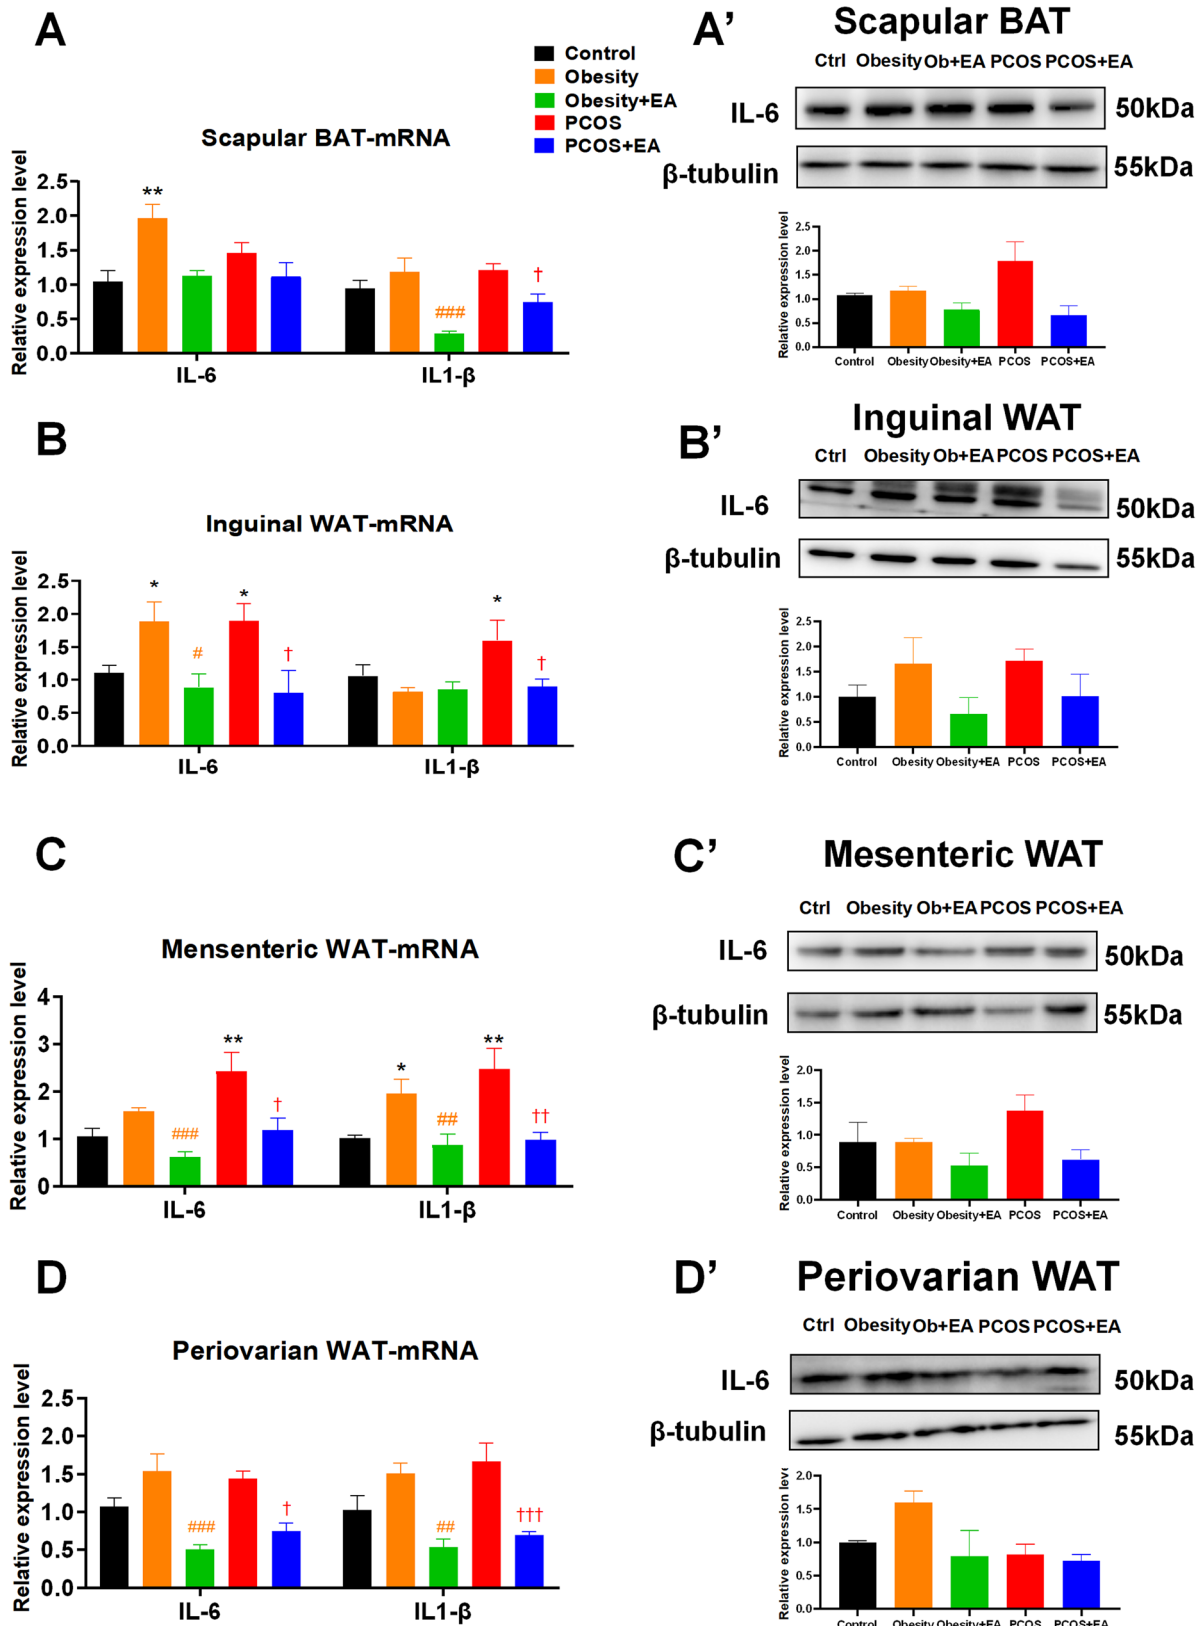 A
Control
Obesity
Obesity+EA
PCOS
PCOS+EA
Scapular BAT-mRNA
Relative expression level
2.5
2.0
1.5
1.0
0.5
0.0
**
###
†
IL-6
IL1-β
A’
Scapular BAT
Ctrl Obesity Ob+EA PCOS PCOS+EA
IL-6
50kDa
β-tubulin
55kDa
Relative expression level
2.5
2.0
1.5
1.0
0.5
0.0
Control Obesity Obesity+EA PCOS PCOS+EA
B
Inguinal WAT-mRNA
Relative expression level
2.5
2.0
1.5
1.0
0.5
0.0
*
#
*
†
*
†
IL-6
IL1-β
B’
Inguinal WAT
Ctrl Obesity Ob+EA PCOS PCOS+EA
IL-6
50kDa
β-tubulin
55kDa
Relative expression level
2.5
2.0
1.5
1.0
0.5
0.0
Control Obesity Obesity+EA PCOS PCOS+EA
C
Mensenteric WAT-mRNA
Relative expression level
4
3
2
1
0
###
**
†
*
##
**
††
IL-6
IL1-β
C’
Mesenteric WAT
Ctrl Obesity Ob+EA PCOS PCOS+EA
IL-6
50kDa
β-tubulin
55kDa
Relative expression level
2.0
1.5
1.0
0.5
0.0
Control Obesity Obesity+EA PCOS PCOS+EA
D
Periovarian WAT-mRNA
Relative expression level
2.5
2.0
1.5
1.0
0.5
0.0
###
†
##
†††
IL-6
IL1-β
D’
Periovarian WAT
Ctrl Obesity Ob+EA PCOS PCOS+EA
IL-6
50kDa
β-tubulin
55kDa
Relative expression level
2.0
1.5
1.0
0.5
0.0
Control Obesity Obesity+EA PCOS PCOS+EA